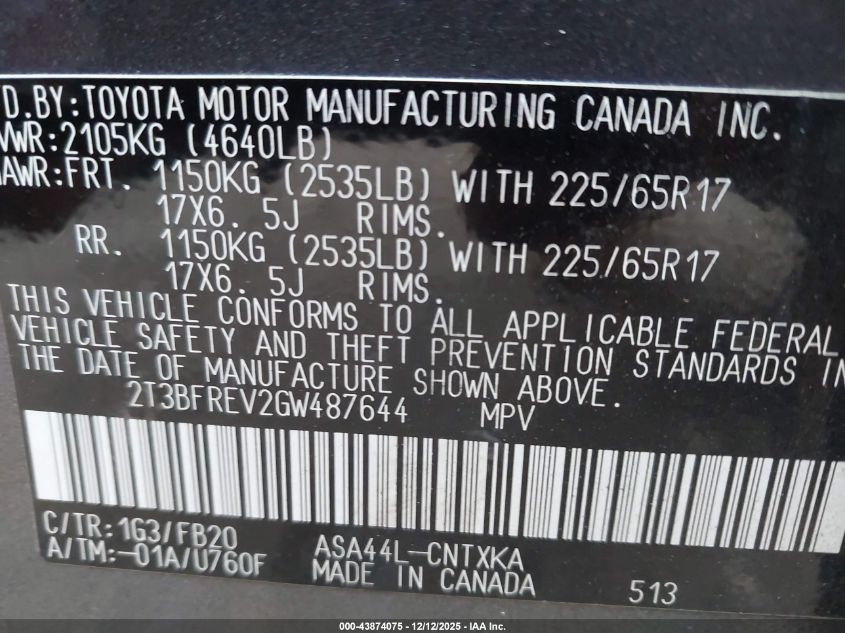 D.BY:TOYOTA MOTOR MANUFACTURING CANADA INC.
VWR:2105KG (4640LB)
AWR:FRT. 1150KG (2535LB) WITH 225/65R17
17X6. 5J RIMS.
RR. 1150KG (2535LB) WITH 225/65R17
17X6. 5J RIMS.
THIS VEHICLE CONFORMS TO ALL APPLICABLE FEDERAL
VEHICLE SAFETY AND THEFT PREVENTION STANDARDS IN
THE DATE OF MANUFACTURE SHOWN ABOVE.
2T3BFREV2GW487644 MPV
C/TR:1G3/FB20 ASA44L-CNTXKA
A/TM:-01A/U760F MADE IN CANADA 513
000-43874075 - 12/12/2025 - IAA Inc.